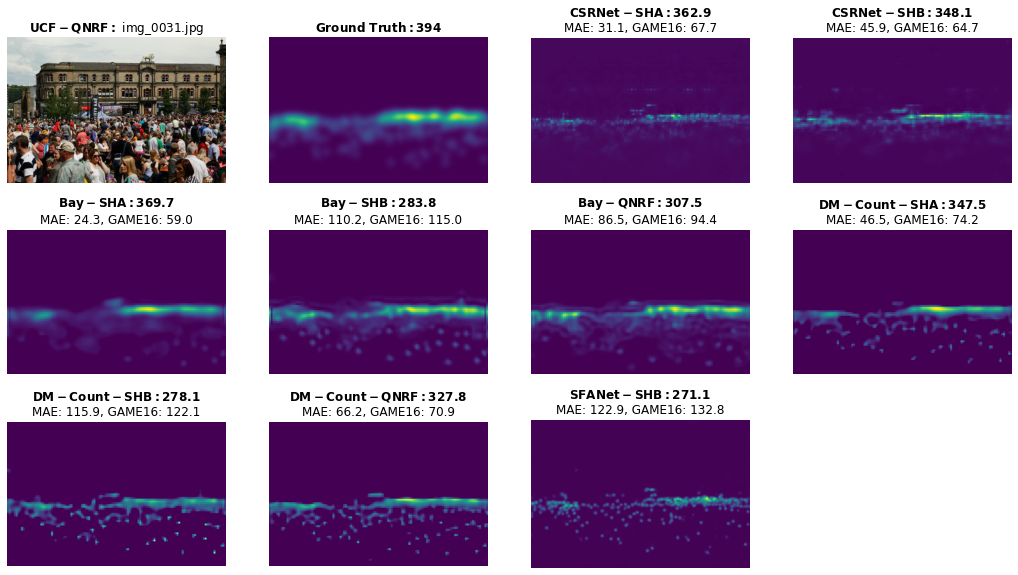 UCF − QNRF : img_0031.jpg
Ground Truth : 394
CSRNet − SHA : 362.9
MAE: 31.1, GAME16: 67.7
CSRNet − SHB : 348.1
MAE: 45.9, GAME16: 64.7
Bay − SHA : 369.7
MAE: 24.3, GAME16: 59.0
Bay − SHB : 283.8
MAE: 110.2, GAME16: 115.0
Bay − QNRF : 307.5
MAE: 86.5, GAME16: 94.4
DM − Count − SHA : 347.5
MAE: 46.5, GAME16: 74.2
DM − Count − SHB : 278.1
MAE: 115.9, GAME16: 122.1
DM − Count − QNRF : 327.8
MAE: 66.2, GAME16: 70.9
SFANet − SHB : 271.1
MAE: 122.9, GAME16: 132.8